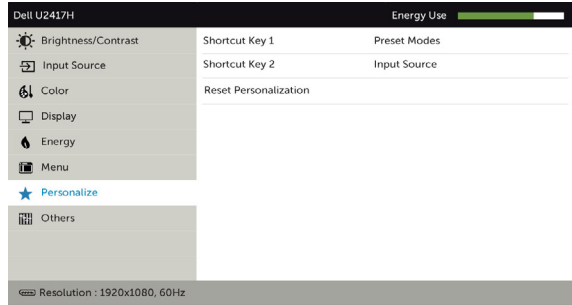 Dell U2417H Energy Use
Brightness/Contrast Shortcut Key 1 Preset Modes
Input Source Shortcut Key 2 Input Source
Color Reset Personalization
Display
Energy
Menu
Personalize
Others
Resolution : 1920x1080, 60Hz